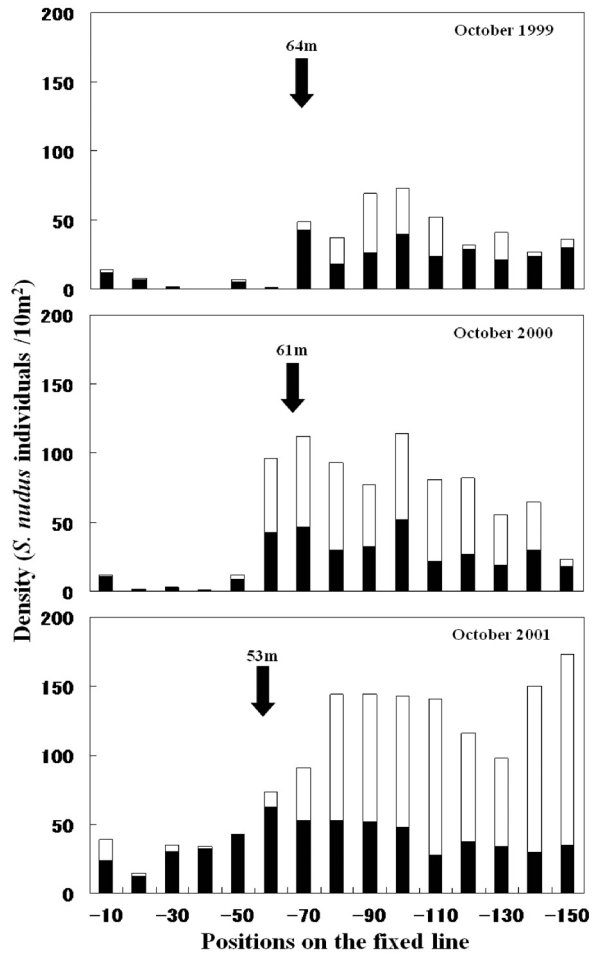 Density (S. nudus individuals /10m²)
200
150
100
50
0
October 1999
64m
200
150
100
50
0
October 2000
61m
200
150
100
50
0
October 2001
53m
−10 −30 −50 −70 −90 −110 −130 −150
Positions on the fixed line